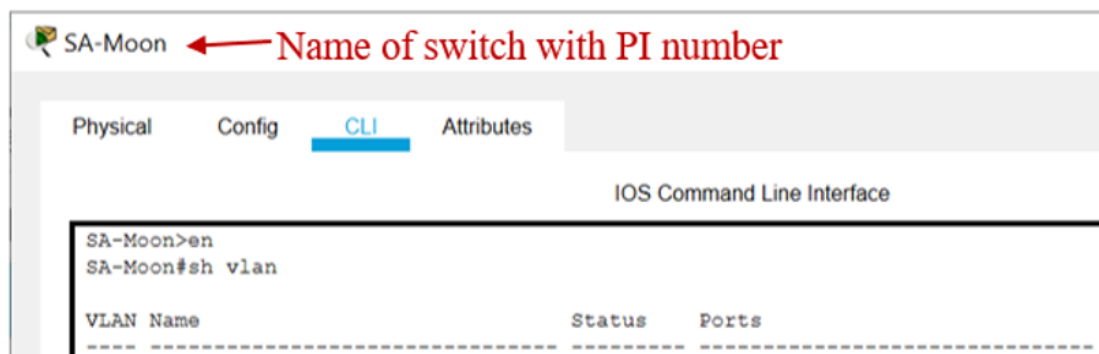 SA-Moon Name of switch with PI number
Physical Config CLI Attributes
IOS Command Line Interface
SA-Moon>en
SA-Moon#sh vlan
VLAN Name Status Ports
---- -------------------------------- --------- -------------------------------